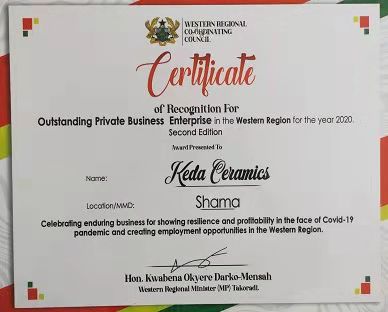 WESTERN REGIONAL
CO-ORDINATING
COUNCIL
Certificate
of Recognition For
Outstanding Private Business Enterprise in the Western Region for the year 2020.
Second Edition
Award Presented To
Name: Keda Ceramics
Location/MMD: Shama
Celebrating enduring business for showing resilience and profitability in the face of Covid-19
pandemic and creating employment opportunities in the Western Region.
Hon. Kwabena Okyere Darko-Mensah
Western Regional Minister (MP) Takoradi.